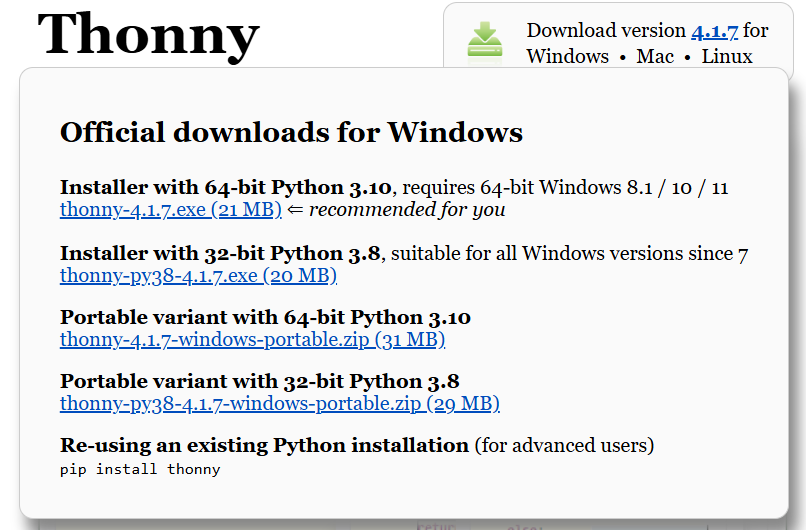 Thonny
Download version 4.1.7 for
Windows • Mac • Linux
Official downloads for Windows
Installer with 64-bit Python 3.10, requires 64-bit Windows 8.1 / 10 / 11
thonny-4.1.7.exe (21 MB) ⇐ recommended for you
Installer with 32-bit Python 3.8, suitable for all Windows versions since 7
thonny-py38-4.1.7.exe (20 MB)
Portable variant with 64-bit Python 3.10
thonny-4.1.7-windows-portable.zip (31 MB)
Portable variant with 32-bit Python 3.8
thonny-py38-4.1.7-windows-portable.zip (29 MB)
Re-using an existing Python installation (for advanced users)
pip install thonny